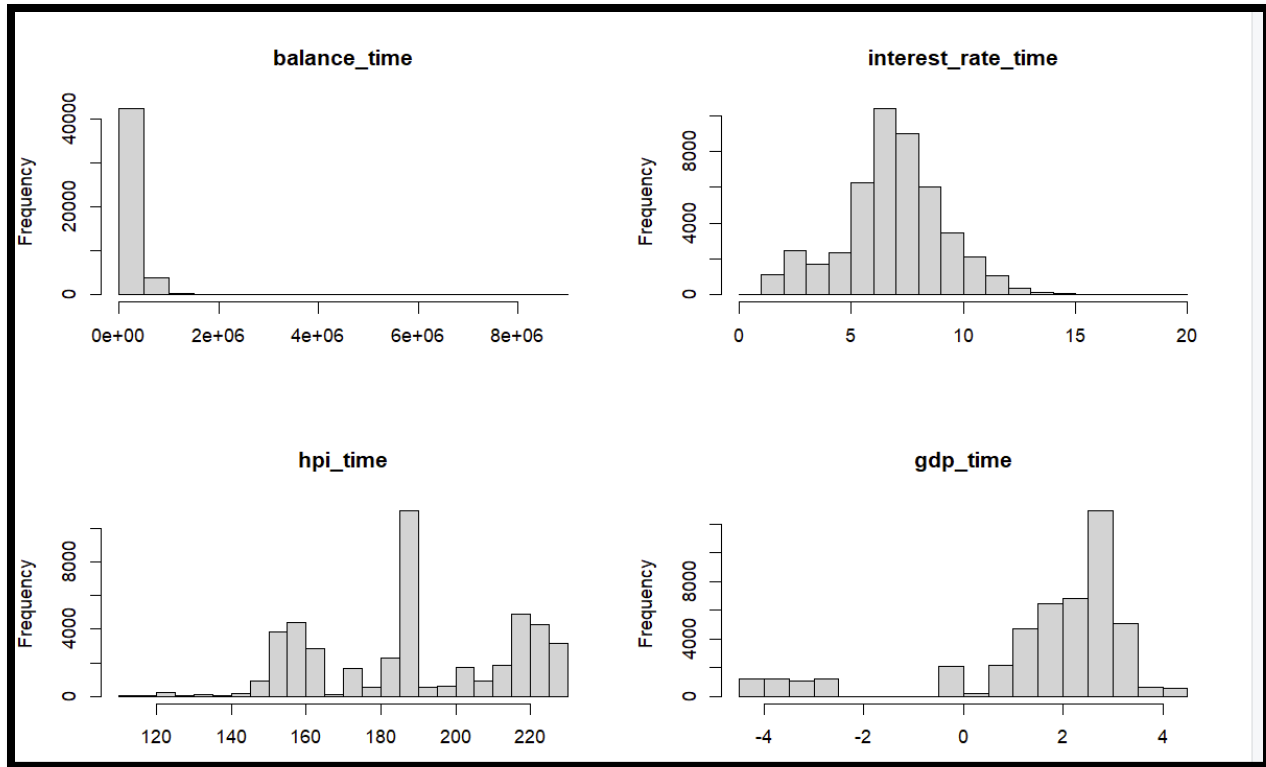 balance_time
Frequency
0 20000 40000
0e+00 2e+06 4e+06 6e+06 8e+06
interest_rate_time
Frequency
0 4000 8000
0 5 10 15 20
hpi_time
Frequency
0 4000 8000
120 140 160 180 200 220
gdp_time
Frequency
0 4000 8000
-4 -2 0 2 4